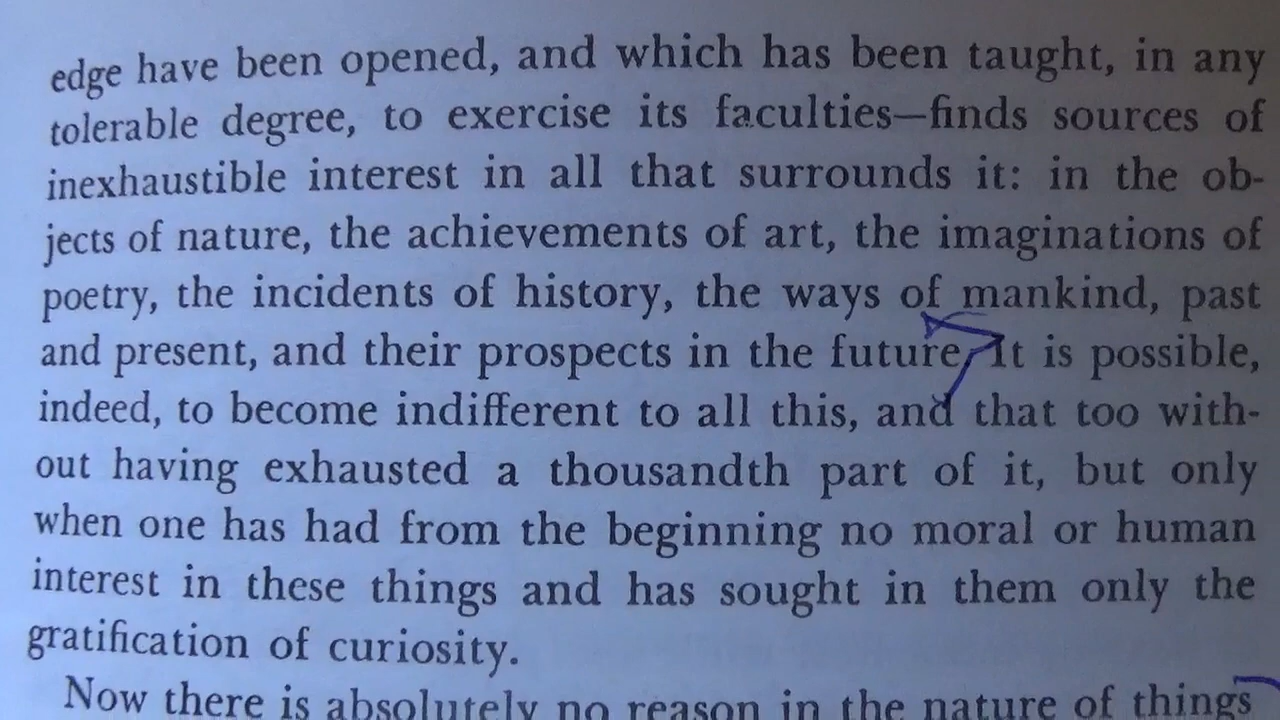 edge have been opened, and which has been taught, in any
tolerable degree, to exercise its faculties—finds sources of
inexhaustible interest in all that surrounds it: in the ob-
jects of nature, the achievements of art, the imaginations of
poetry, the incidents of history, the ways of mankind, past
and present, and their prospects in the future. It is possible,
indeed, to become indifferent to all this, and that too with-
out having exhausted a thousandth part of it, but only
when one has had from the beginning no moral or human
interest in these things and has sought in them only the
gratification of curiosity.
Now there is absolutely no reason in the nature of things